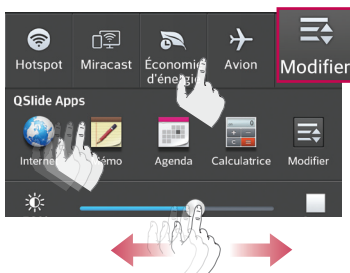 Hotspot Miracast Économie d'énergie Avion Modifier
QSlide Apps
Internet Mémo Agenda Calculatrice Modifier